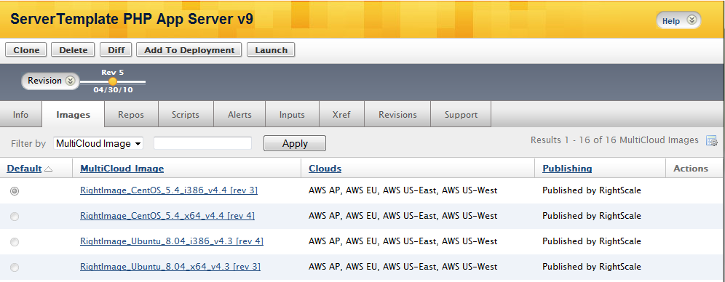 ServerTemplate PHP App Server v9
Help
Clone Delete Diff Add To Deployment Launch
Rev 5
Revision
04/30/10
Info Images Repos Scripts Alerts Inputs Xref Revisions Support
Filter by MultiCloud Image Apply Results 1 - 16 of 16 MultiCloud Images
Default MultiCloud Image Clouds Publishing Actions
RightImage_CentOS_5.4_i386_v4.4 [rev 3] AWS AP, AWS EU, AWS US-East, AWS US-West Published by RightScale
RightImage_CentOS_5.4_x64_v4.4 [rev 4] AWS AP, AWS EU, AWS US-East, AWS US-West Published by RightScale
RightImage_Ubuntu_8.04_i386_v4.3 [rev 4] AWS AP, AWS EU, AWS US-East, AWS US-West Published by RightScale
RightImage_Ubuntu_8.04_x64_v4.3 [rev 3] AWS AP, AWS EU, AWS US-East, AWS US-West Published by RightScale